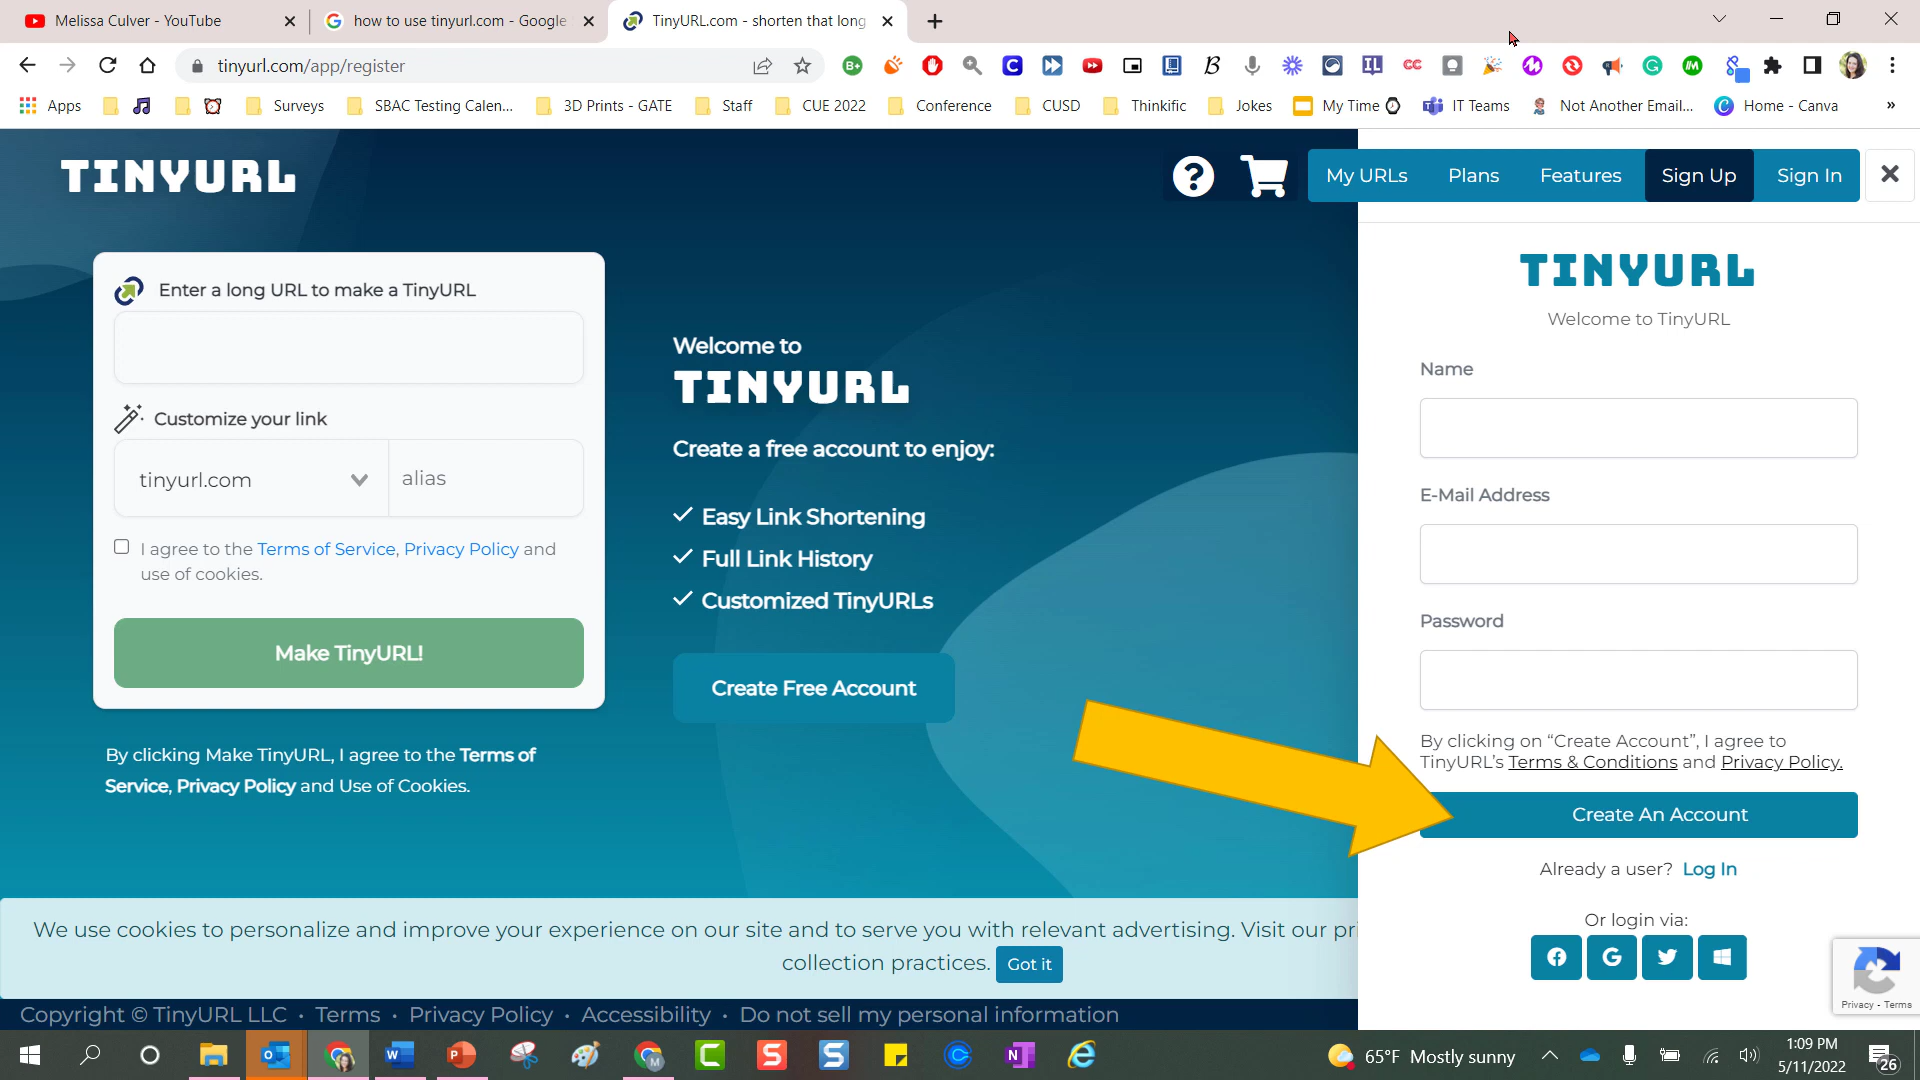 Melissa Culver - YouTube
how to use tinyurl.com - Google
TinyURL.com - shorten that long
tinyurl.com/app/register
Apps
Surveys
SBAC Testing Calen...
3D Prints - GATE
Staff
CUE 2022
Conference
CUSD
Thinkific
Jokes
My Time
IT Teams
Not Another Email...
Home - Canva
»
TINYURL
My URLs
Plans
Features
Sign Up
Sign In
Enter a long URL to make a TinyURL
Customize your link
tinyurl.com
alias
I agree to the Terms of Service, Privacy Policy and
use of cookies.
Make TinyURL!
By clicking Make TinyURL, I agree to the Terms of
Service, Privacy Policy and Use of Cookies.
Welcome to
TINYURL
Create a free account to enjoy:
Easy Link Shortening
Full Link History
Customized TinyURLs
Create Free Account
TINYURL
Welcome to TinyURL
Name
E-Mail Address
Password
By clicking on “Create Account”, I agree to
TinyURL’s Terms & Conditions and Privacy Policy.
Create An Account
Already a user? Log In
Or login via:
Privacy - Terms
We use cookies to personalize and improve your experience on our site and to serve you with relevant advertising. Visit our pri
collection practices. Got it
Copyright © TinyURL LLC • Terms • Privacy Policy • Accessibility • Do not sell my personal information
65°F Mostly sunny
1:09 PM
5/11/2022
26